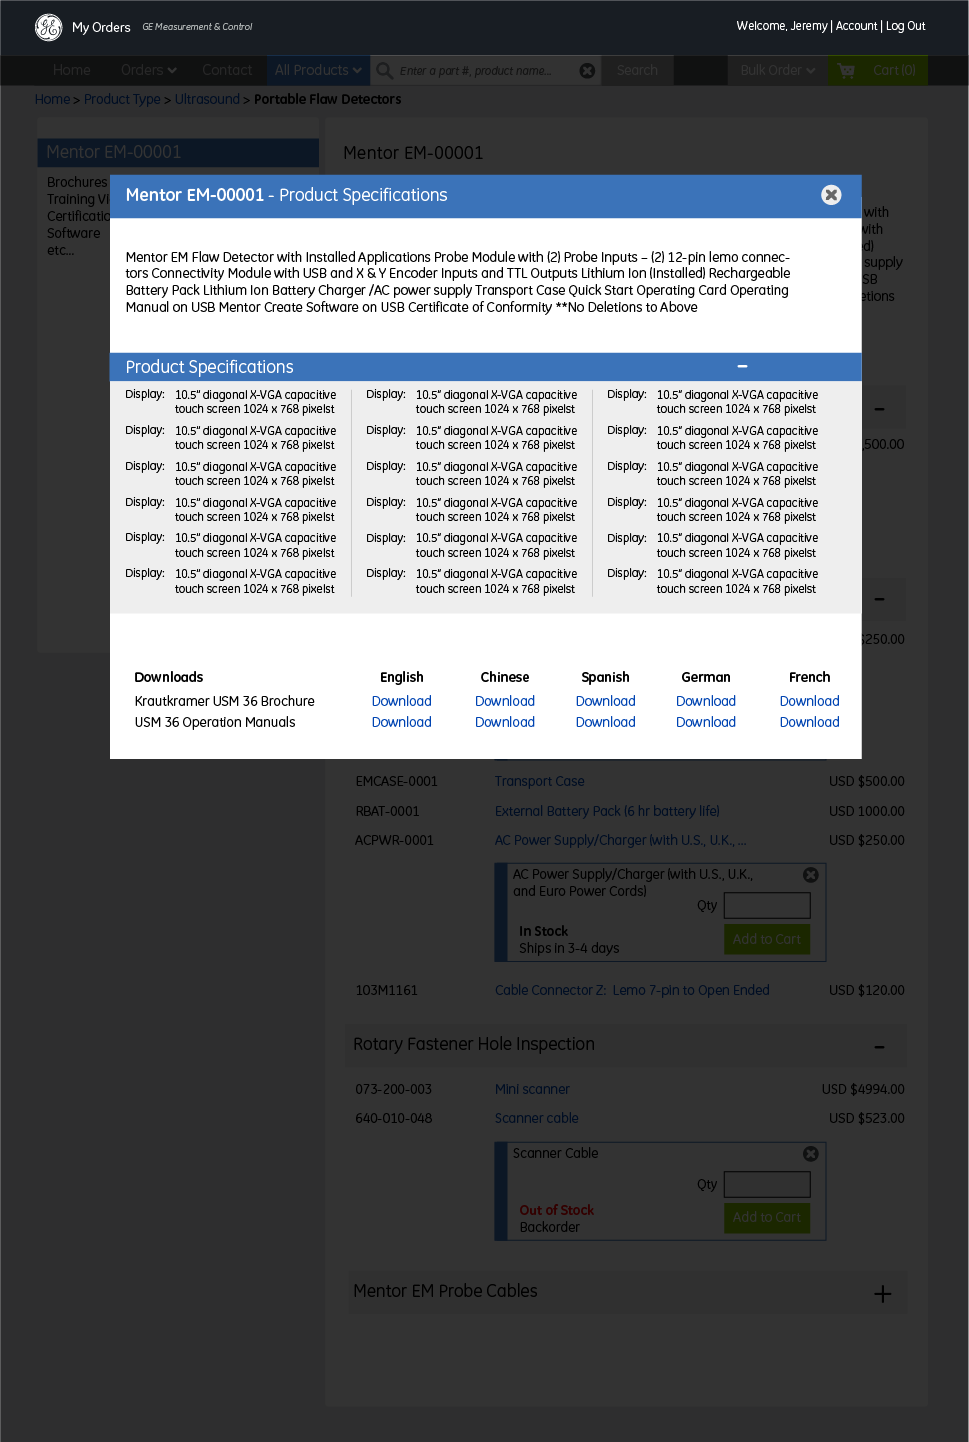 My Orders GE Measurement & Control
Welcome, Jeremy | Account | Log Out
Home Orders Contact All Products Enter a part #, product name... Search Bulk Order Cart (0)
Home > Product Type > Ultrasound > Portable Flaw Detectors
Mentor EM-00001
Brochures
Training
Software
etc...
Mentor EM-00001
with
with
supply
Mentor EM-00001 - Product Specifications
Mentor EM Flaw Detector with Installed Applications Probe Module with (2) Probe Inputs – (2) 12-pin lemo connec-
tors Connectivity Module with USB and X & Y Encoder Inputs and TTL Outputs Lithium Ion (Installed) Rechargeable
Battery Pack Lithium Ion Battery Charger /AC power supply Transport Case Quick Start Operating Card Operating
Manual on USB Mentor Create Software on USB Certificate of Conformity **No Deletions to Above
Product Specifications
Display: 10.5" diagonal X-VGA capacitive Display: 10.5" diagonal X-VGA capacitive Display: 10.5" diagonal X-VGA capacitive
touch screen 1024 x 768 pixelst touch screen 1024 x 768 pixelst touch screen 1024 x 768 pixelst
Display: 10.5" diagonal X-VGA capacitive Display: 10.5" diagonal X-VGA capacitive Display: 10.5" diagonal X-VGA capacitive
touch screen 1024 x 768 pixelst touch screen 1024 x 768 pixelst touch screen 1024 x 768 pixelst
Display: 10.5" diagonal X-VGA capacitive Display: 10.5" diagonal X-VGA capacitive Display: 10.5" diagonal X-VGA capacitive
touch screen 1024 x 768 pixelst touch screen 1024 x 768 pixelst touch screen 1024 x 768 pixelst
Display: 10.5" diagonal X-VGA capacitive Display: 10.5" diagonal X-VGA capacitive Display: 10.5" diagonal X-VGA capacitive
touch screen 1024 x 768 pixelst touch screen 1024 x 768 pixelst touch screen 1024 x 768 pixelst
Display: 10.5" diagonal X-VGA capacitive Display: 10.5" diagonal X-VGA capacitive Display: 10.5" diagonal X-VGA capacitive
touch screen 1024 x 768 pixelst touch screen 1024 x 768 pixelst touch screen 1024 x 768 pixelst
Display: 10.5" diagonal X-VGA capacitive Display: 10.5" diagonal X-VGA capacitive Display: 10.5" diagonal X-VGA capacitive
touch screen 1024 x 768 pixelst touch screen 1024 x 768 pixelst touch screen 1024 x 768 pixelst
,500.00
$250.00
Downloads English Chinese Spanish German French
Krautkramer USM 36 Brochure Download Download Download Download Download
USM 36 Operation Manuals Download Download Download Download Download
EMCASE-0001 Transport Case USD $500.00
RBAT-0001 External Battery Pack (6 hr battery life) USD 1000.00
ACPWR-0001 AC Power Supply/Charger (with U.S., U.K., ... USD $250.00
AC Power Supply/Charger (with U.S., U.K.,
and Euro Power Cords)
Qty
In Stock
Ships in 3-4 days
Add to Cart
103M1161 Cable Connector Z: Lemo 7-pin to Open Ended USD $120.00
Rotary Fastener Hole Inspection
073-200-003 Mini scanner USD $4994.00
640-010-048 Scanner cable USD $523.00
Scanner Cable
Qty
Out of Stock
Backorder
Add to Cart
Mentor EM Probe Cables